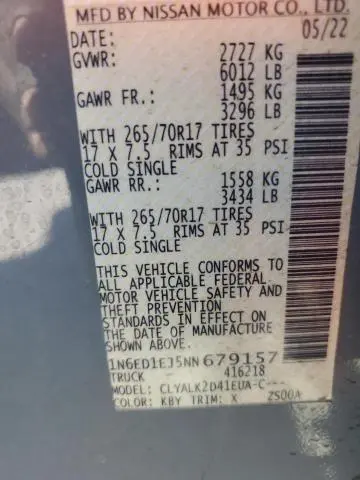 MFD BY NISSAN MOTOR CO., LTD.
DATE: 05/22
GVWR: 2727 KG
6012 LB
GAWR FR.: 1495 KG
3296 LB
WITH 265/70R17 TIRES
17 X 7.5 RIMS AT 35 PSI
COLD SINGLE
GAWR RR.: 1558 KG
3434 LB
WITH 265/70R17 TIRES
17 X 7.5 RIMS AT 35 PSI
COLD SINGLE
THIS VEHICLE CONFORMS TO
ALL APPLICABLE FEDERAL
MOTOR VEHICLE SAFETY AND
THEFT PREVENTION
STANDARDS IN EFFECT ON
THE DATE OF MANUFACTURE
SHOWN ABOVE.
1N6ED1EJ5NN679157
TRUCK 416218
MODEL: CLYALK2D41EUA-C---
COLOR: KBY TRIM: X ZS00A